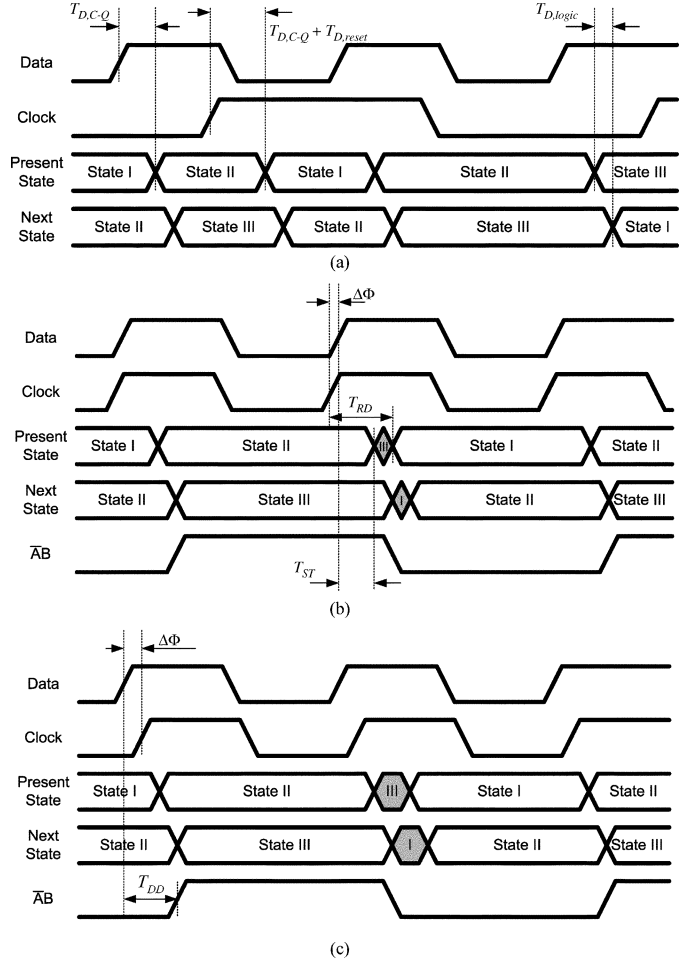 T_{D,C-Q}
T_{D,C-Q} + T_{D,reset}
T_{D,logic}
Data
Clock
Present State
State I State II State I State II State III
Next State
State II State III State II State III State I
(a)
ΔΦ
Data
Clock
T_{RD}
Present State
State I State II III State I State II
Next State
State II State III I State II State III
A̅B
T_{ST}
(b)
ΔΦ
Data
Clock
Present State
State I State II III State I State II
Next State
State II State III I State II State III
T_{DD}
A̅B
(c)